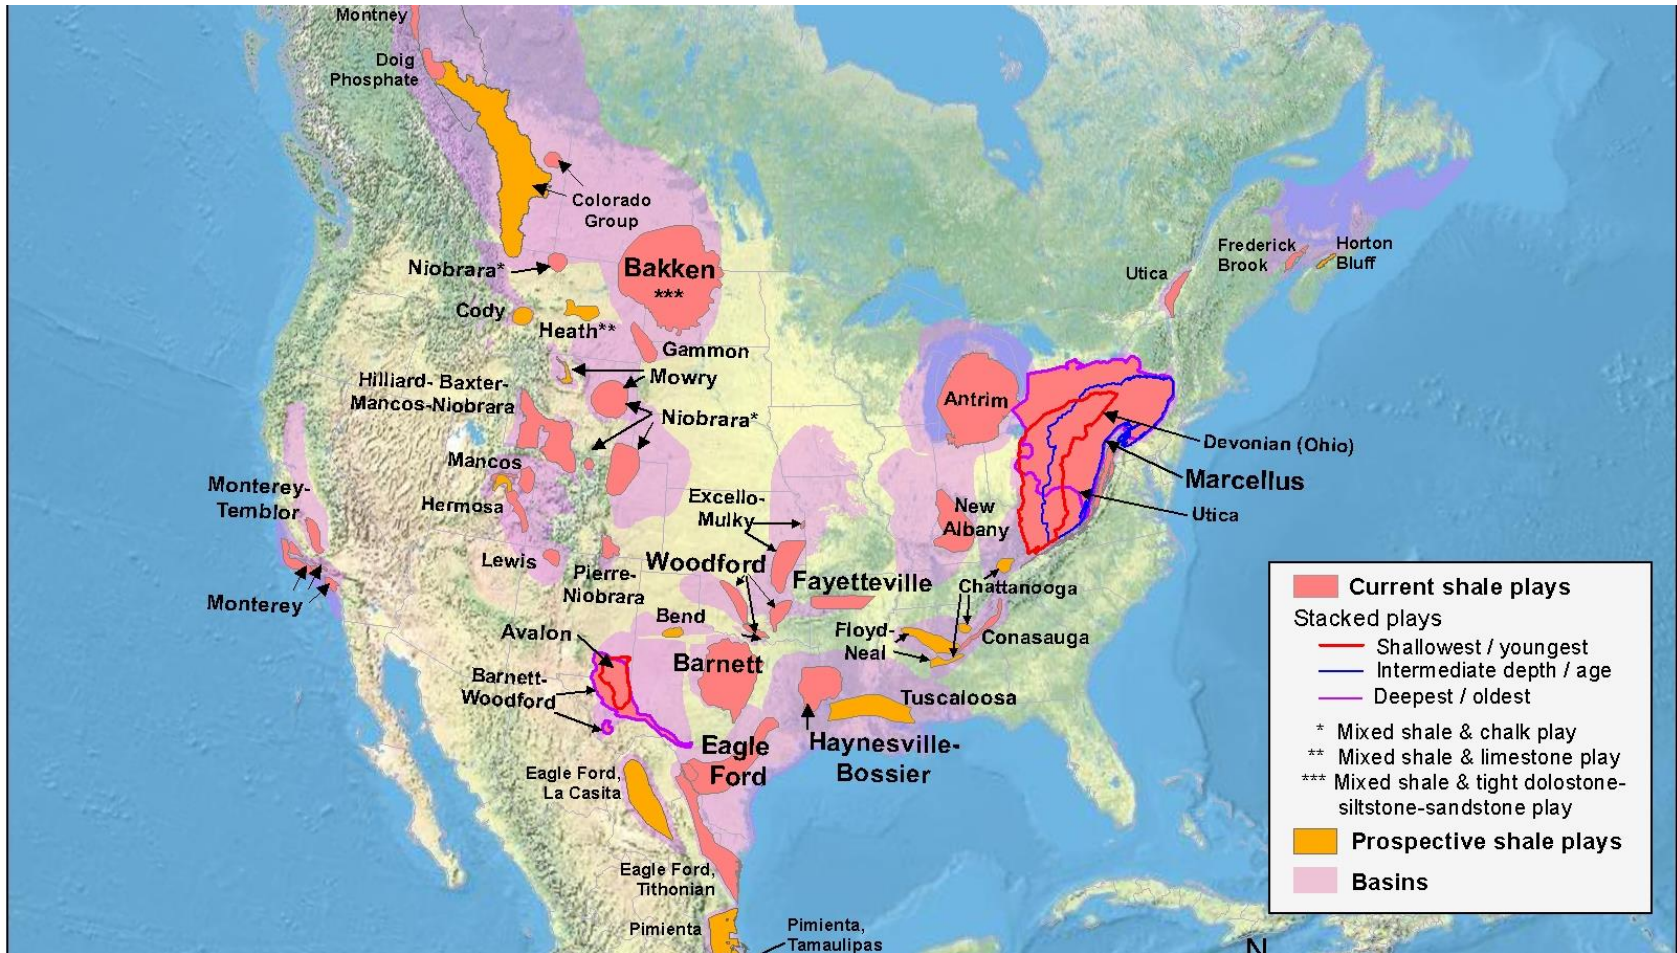 Montney
Doig
Phosphate
Colorado
Group
Niobrara*
Bakken
***
Frederick
Brook
Horton
Bluff
Utica
Cody
Heath**
Gammon
Mowry
Hilliard- Baxter-
Mancos-Niobrara
Niobrara*
Antrim
Devonian (Ohio)
Marcellus
Utica
Mancos
Hermosa
Monterey-
Temblor
Excello-
Mulky
New
Albany
Lewis
Pierre-
Niobrara
Woodford
Fayetteville
Chattanooga
Monterey
Bend
Avalon
Floyd-
Neal
Conasauga
Barnett
Barnett-
Woodford
Tuscaloosa
Eagle
Ford
Haynesville-
Bossier
Eagle Ford,
La Casita
Eagle Ford,
Tithonian
Pimienta
Pimienta,
Tamaulipas
N
Current shale plays
Stacked plays
Shallowest / youngest
Intermediate depth / age
Deepest / oldest
* Mixed shale & chalk play
** Mixed shale & limestone play
*** Mixed shale & tight dolostone-
siltstone-sandstone play
Prospective shale plays
Basins